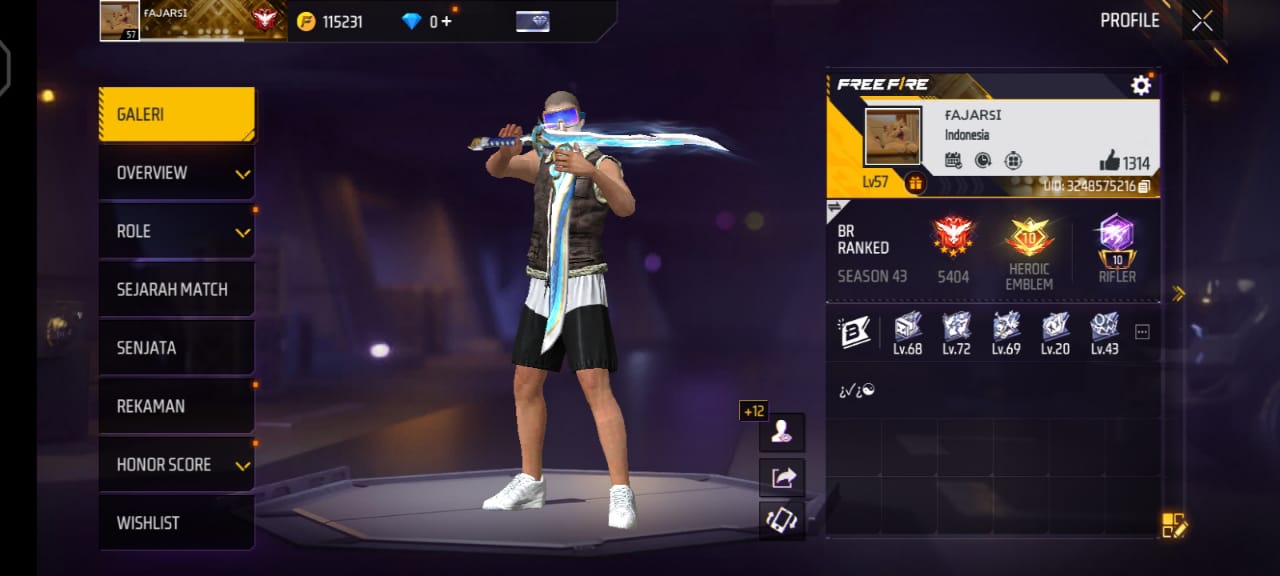 fAJARSI
57
115231
0+
PROFILE
GALERI
OVERVIEW
ROLE
SEJARAH MATCH
SENJATA
REKAMAN
HONOR SCORE
WISHLIST
+12
FREE FIRE
fAJARSI
Indonesia
1314
Lv57
UID: 3248575216
BR
RANKED
SEASON 43
5404
10
HEROIC
EMBLEM
10
RIFLER
B
Lv.68
Lv.72
Lv.69
Lv.20
Lv.43
¿✓¿☯